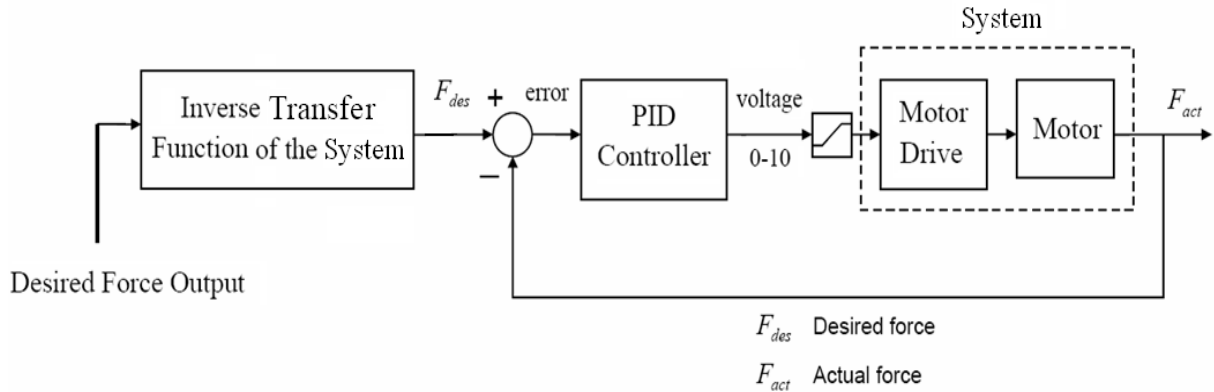 System
Inverse Transfer
Function of the System
F_des
+
error
PID
Controller
voltage
0-10
Motor
Drive
Motor
F_act
−
Desired Force Output
F_des Desired force
F_act Actual force